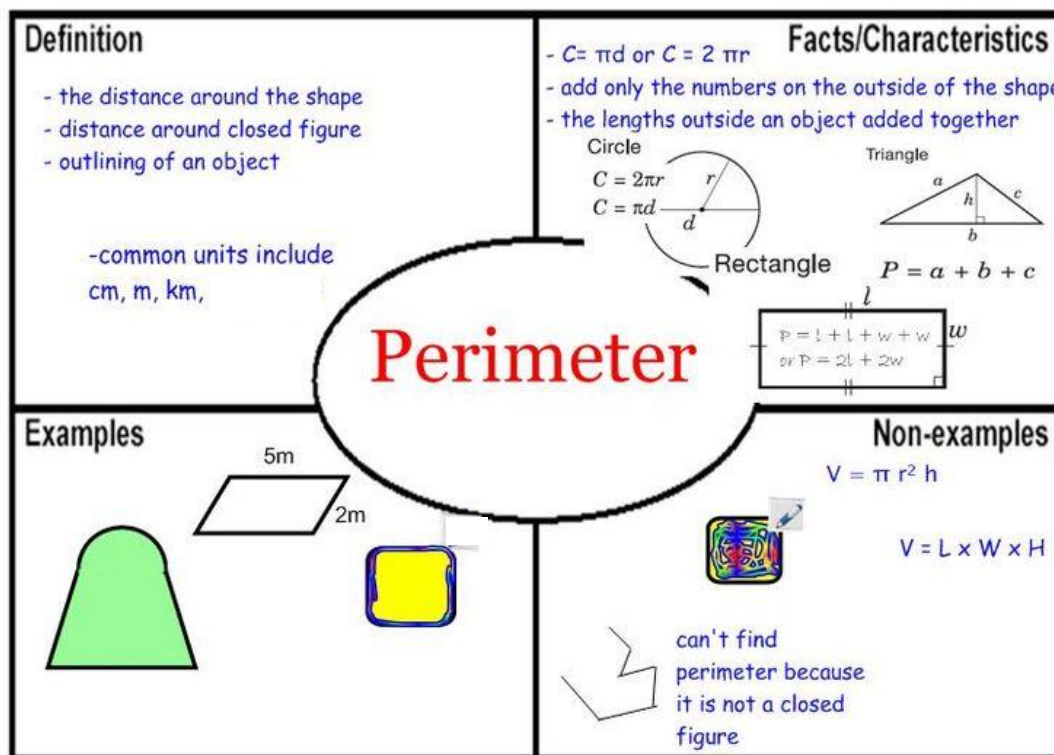 Definition
- the distance around the shape
- distance around closed figure
- outlining of an object
-common units include
cm, m, km,
Facts/Characteristics
- C= πd or C = 2 πr
- add only the numbers on the outside of the shape
- the lengths outside an object added together
Circle
C = 2πr
C = πd
r
d
Triangle
a
h
c
b
P = a + b + c
Rectangle
l
w
P = l + l + w + w
or P = 2l + 2w
Perimeter
Examples
5m
2m
Non-examples
V = π r² h
V = L x W x H
can't find
perimeter because
it is not a closed
figure